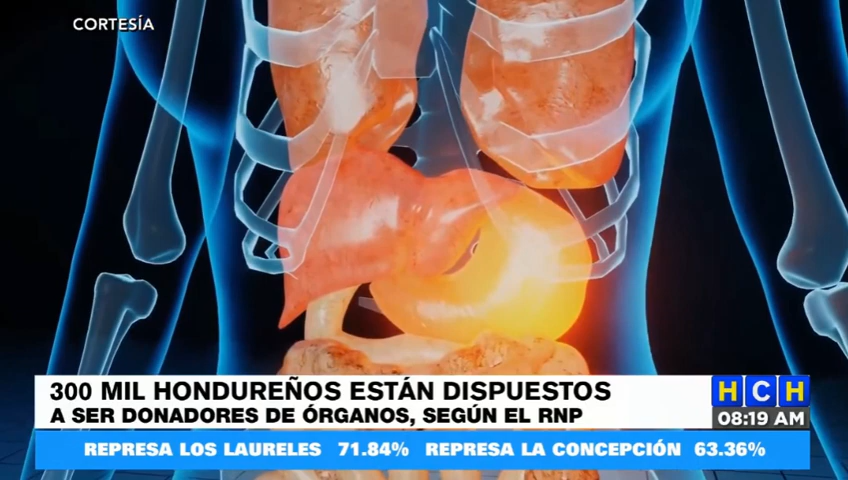 CORTESÍA
300 MIL HONDUREÑOS ESTÁN DISPUESTOS
A SER DONADORES DE ÓRGANOS, SEGÚN EL RNP
HCH
08:19 AM
REPRESA LOS LAURELES 71.84% REPRESA LA CONCEPCIÓN 63.36%